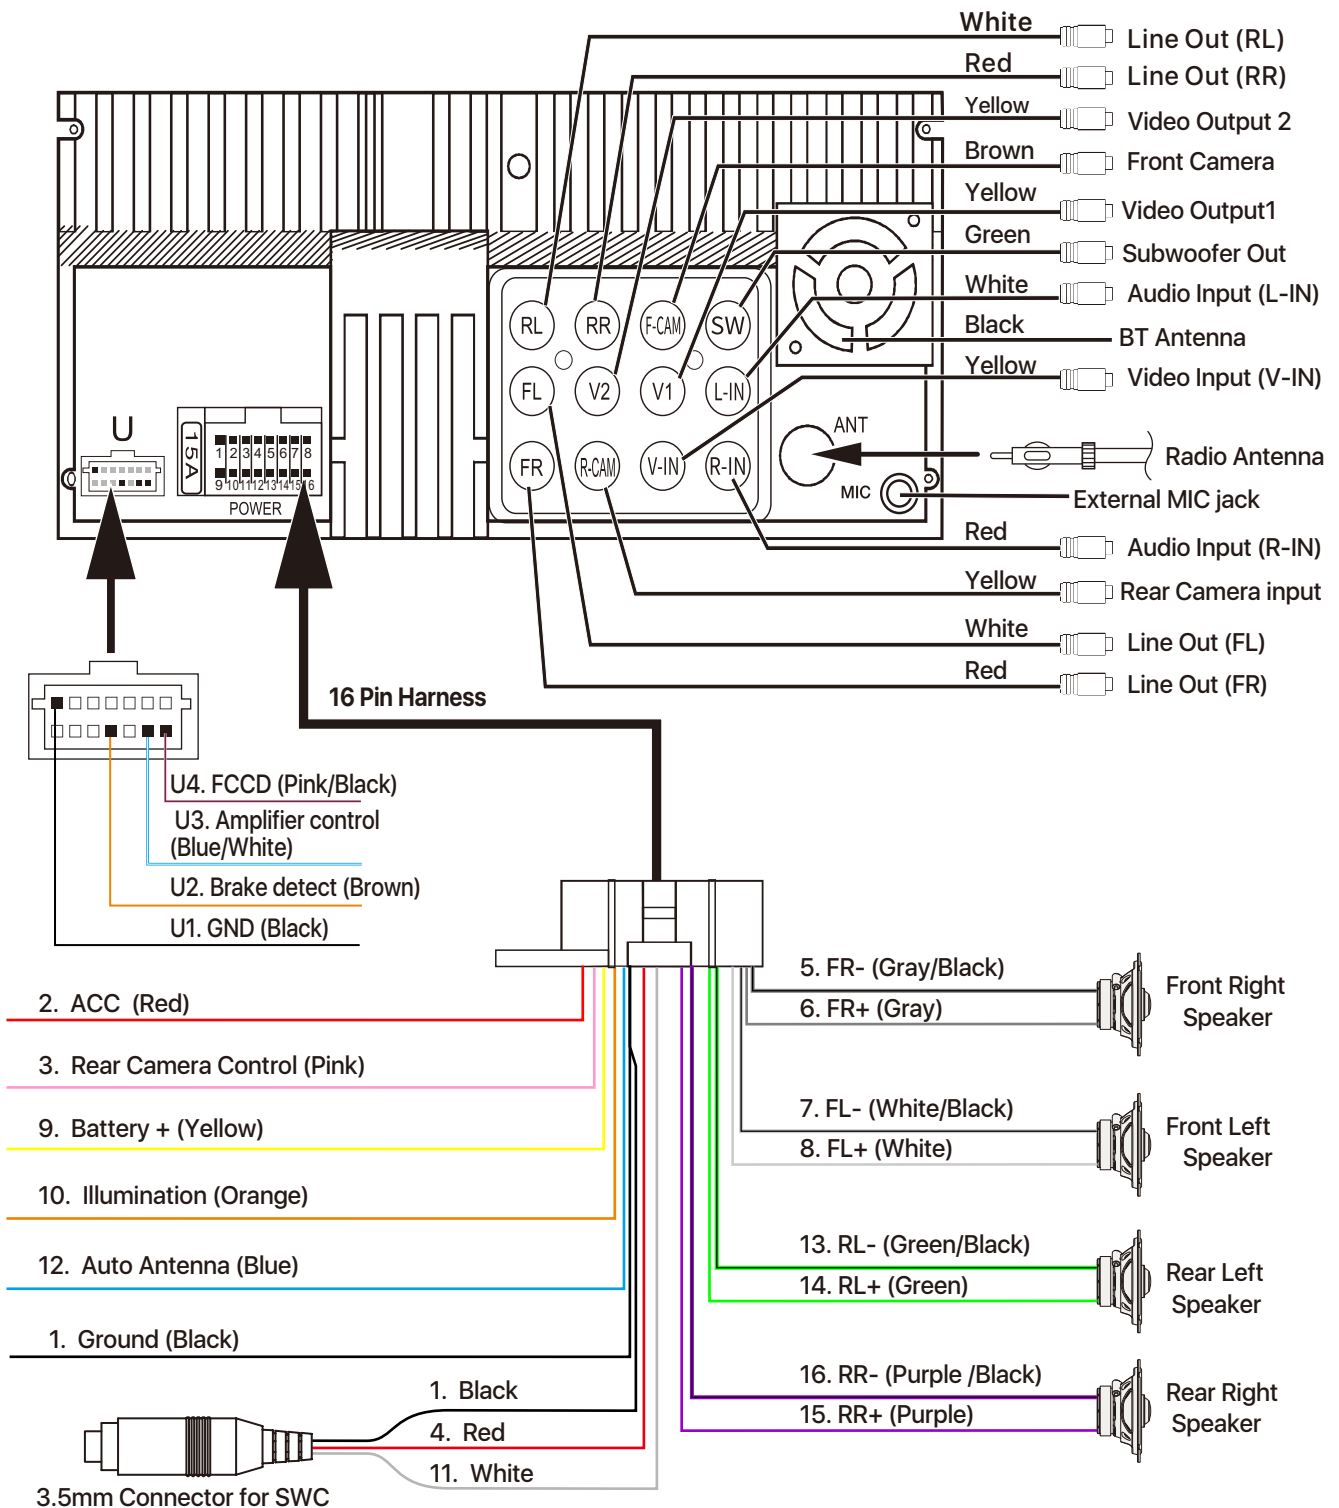 White
Line Out (RL)
Red
Line Out (RR)
Yellow
Video Output 2
Brown
Front Camera
Yellow
Video Output1
Green
Subwoofer Out
White
Audio Input (L-IN)
Black
BT Antenna
Yellow
Video Input (V-IN)
RL
RR
F-CAM
SW
FL
V2
V1
L-IN
FR
R-CAM
V-IN
R-IN
ANT
MIC
Radio Antenna
External MIC jack
U
15A
1 2 3 4 5 6 7 8
9 10 11 12 13 14 15 16
POWER
Red
Audio Input (R-IN)
Yellow
Rear Camera input
White
Line Out (FL)
Red
Line Out (FR)
16 Pin Harness
U4. FCCD (Pink/Black)
U3. Amplifier control
(Blue/White)
U2. Brake detect (Brown)
U1. GND (Black)
2. ACC (Red)
3. Rear Camera Control (Pink)
9. Battery + (Yellow)
10. Illumination (Orange)
12. Auto Antenna (Blue)
1. Ground (Black)
1. Black
4. Red
11. White
3.5mm Connector for SWC
5. FR- (Gray/Black)
6. FR+ (Gray)
Front Right
Speaker
7. FL- (White/Black)
8. FL+ (White)
Front Left
Speaker
13. RL- (Green/Black)
14. RL+ (Green)
Rear Left
Speaker
16. RR- (Purple /Black)
15. RR+ (Purple)
Rear Right
Speaker